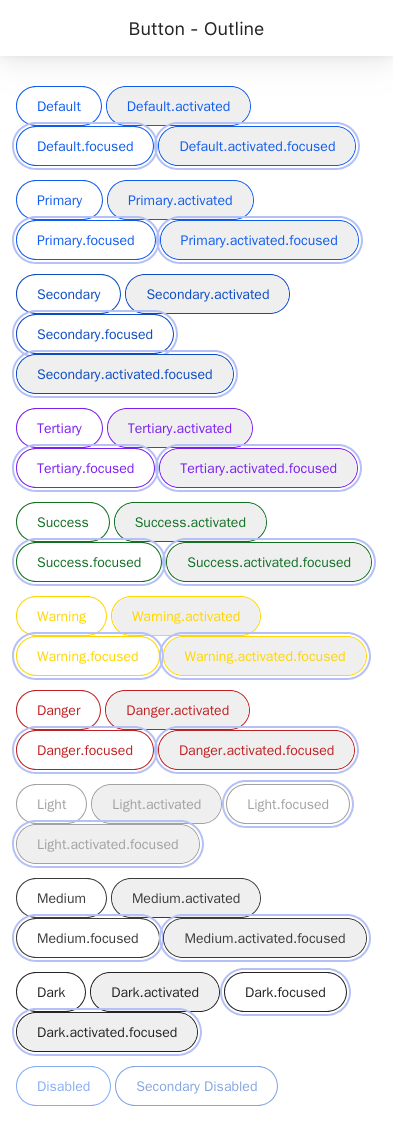 Button - Outline
Default Default.activated
Default.focused Default.activated.focused
Primary Primary.activated
Primary.focused Primary.activated.focused
Secondary Secondary.activated
Secondary.focused
Secondary.activated.focused
Tertiary Tertiary.activated
Tertiary.focused Tertiary.activated.focused
Success Success.activated
Success.focused Success.activated.focused
Warning Warning.activated
Warning.focused Warning.activated.focused
Danger Danger.activated
Danger.focused Danger.activated.focused
Light Light.activated Light.focused
Light.activated.focused
Medium Medium.activated
Medium.focused Medium.activated.focused
Dark Dark.activated Dark.focused
Dark.activated.focused
Disabled Secondary Disabled